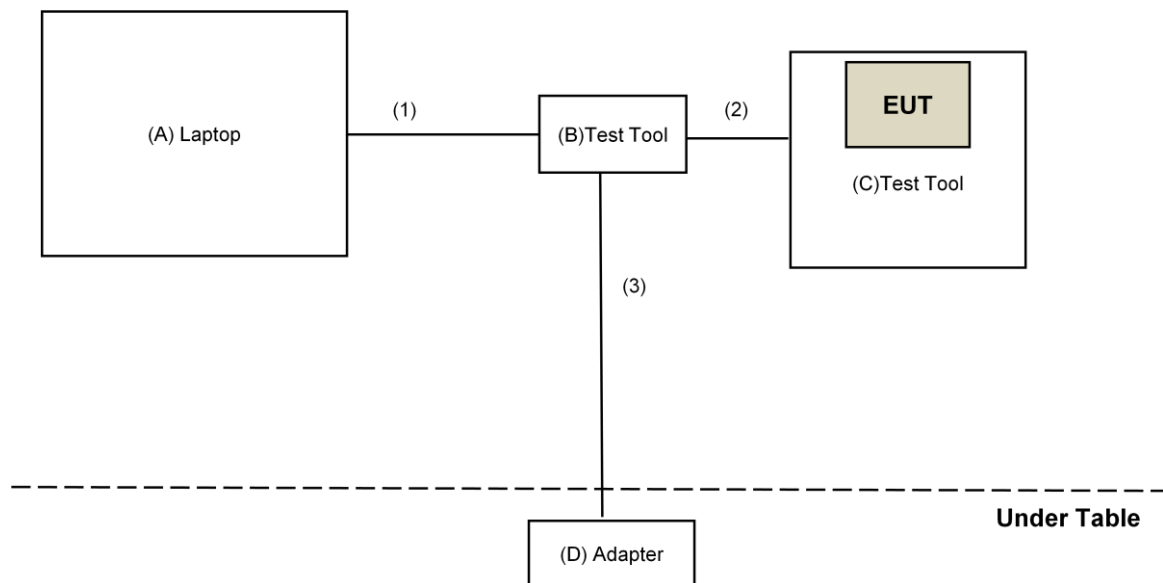 (A) Laptop
(1)
(B)Test Tool
(2)
EUT
(C)Test Tool
(3)
Under Table
(D) Adapter